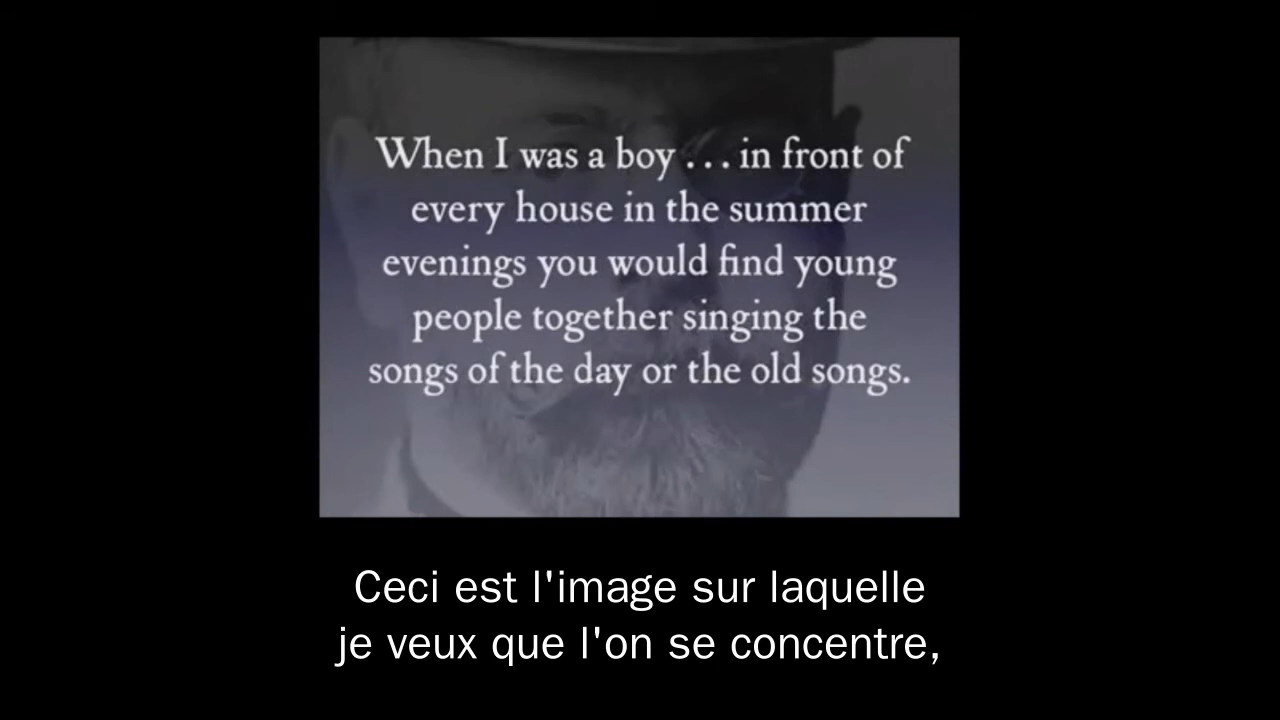 When I was a boy . . . in front of
every house in the summer
evenings you would find young
people together singing the
songs of the day or the old songs.
Ceci est l'image sur laquelle
je veux que l'on se concentre,